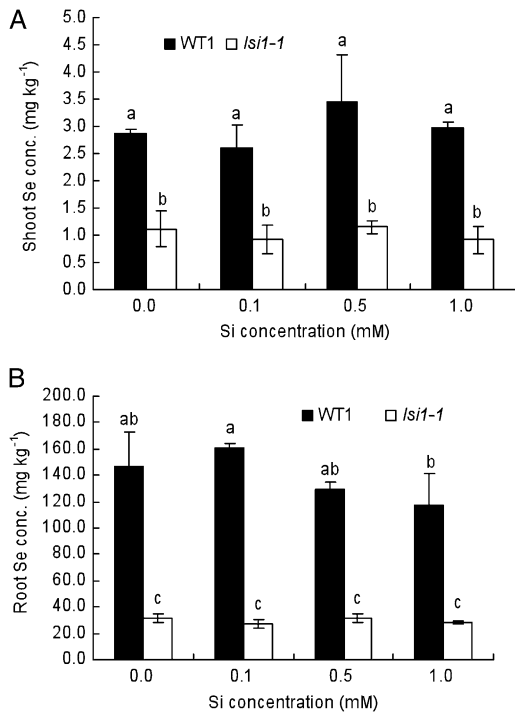 A
5.0
4.5
4.0
3.5
3.0
2.5
2.0
1.5
1.0
0.5
0.0
Shoot Se conc. (mg kg⁻¹)
WT1 lsi1-1
a a a a
b b b b
0.0 0.1 0.5 1.0
Si concentration (mM)
B
200.0
180.0
160.0
140.0
120.0
100.0
80.0
60.0
40.0
20.0
0.0
Root Se conc. (mg kg⁻¹)
WT1 lsi1-1
ab a ab b
c c c c
0.0 0.1 0.5 1.0
Si concentration (mM)